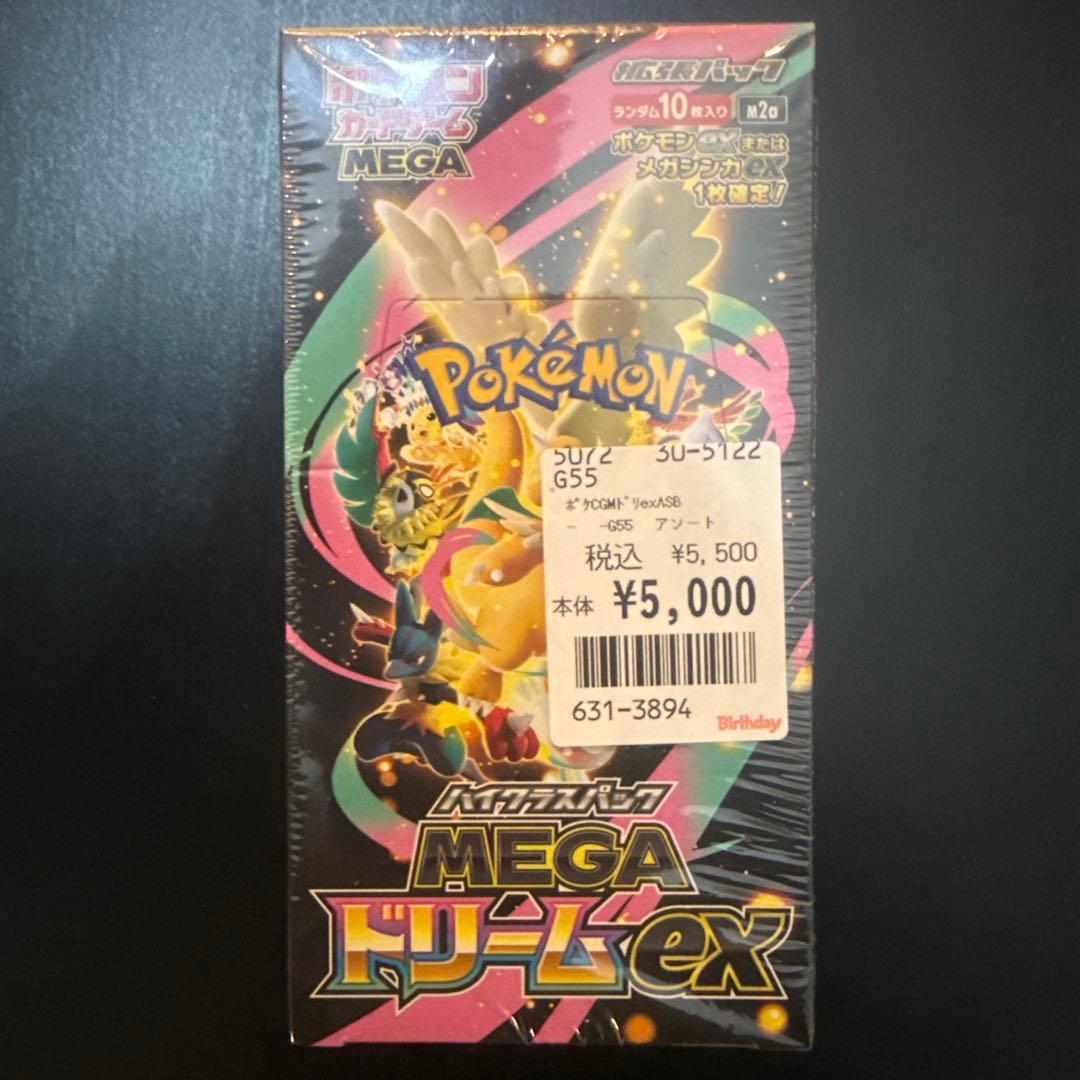 ポケモン
カードゲーム
MEGA
拡張パック
ランダム10枚入り M2a
ポケモンexまたは
メガシンカex
1枚確定!
POKéMON
5072 30-5122
G55
ポケCGMドリexASB
- -G55 アソート
税込 ¥5,500
本体 ¥5,000
631-3894
Birthday
ハイクラスパック
MEGA
ドリームex